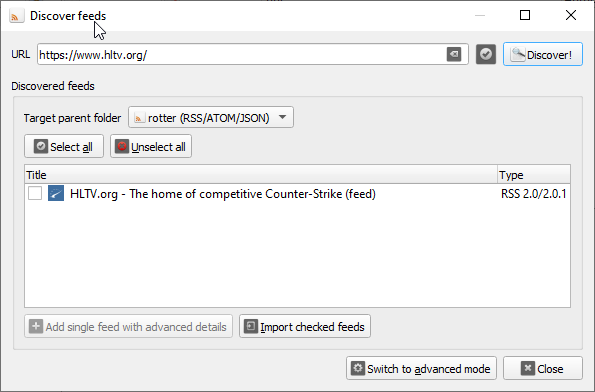 Discover feeds
URL https://www.hltv.org/ Discover!
Discovered feeds
Target parent folder rotter (RSS/ATOM/JSON)
Select all Unselect all
Title Type
HLTV.org - The home of competitive Counter-Strike (feed) RSS 2.0/2.0.1
Add single feed with advanced details Import checked feeds
Switch to advanced mode Close